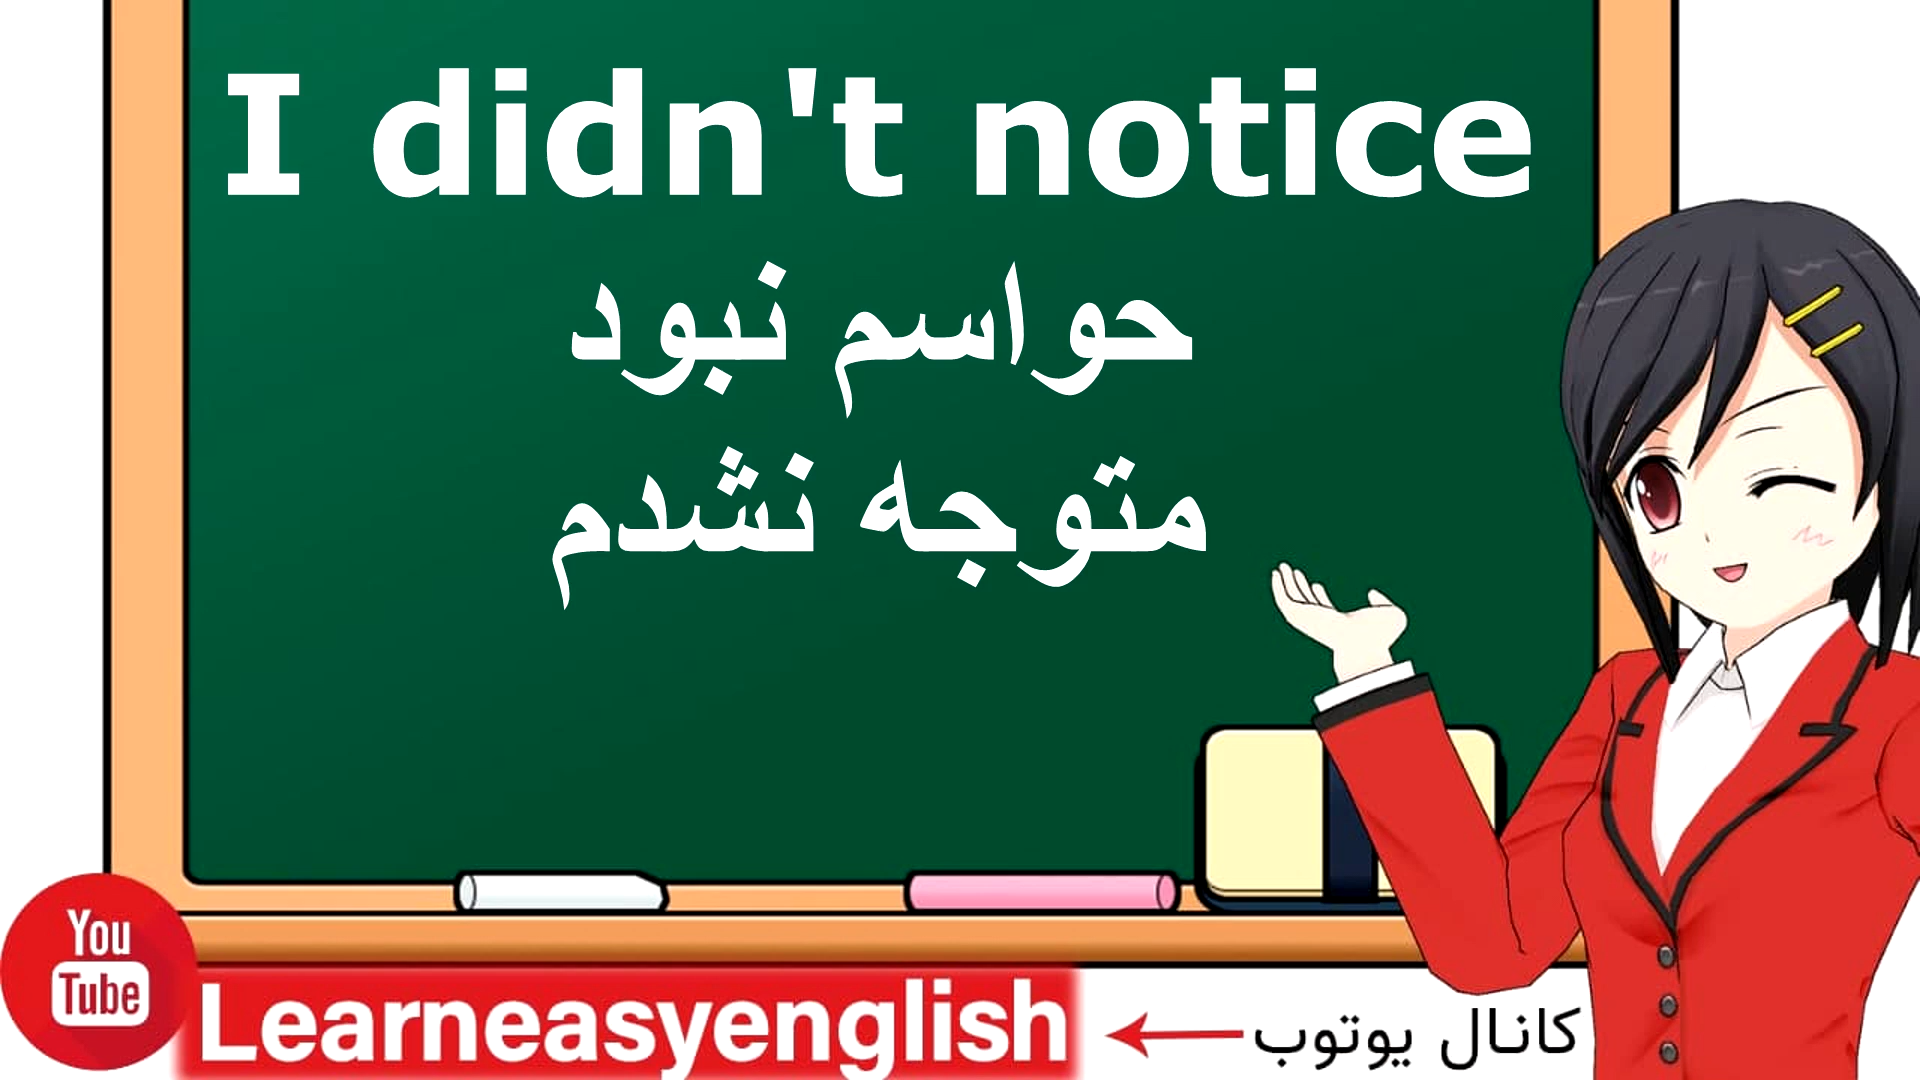 I didn't notice
حواسم نبود
متوجه نشدم
You
Tube
Learneasyenglish
کانال یوتوب